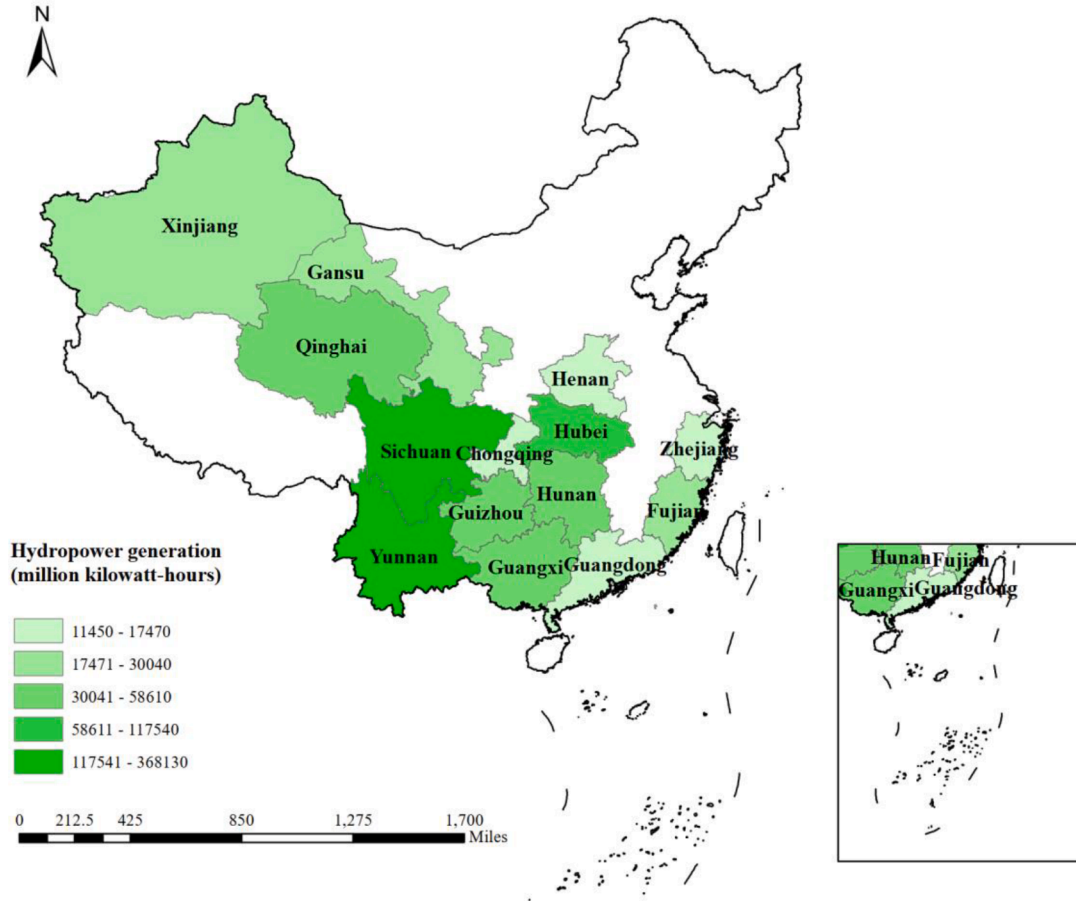 N
Xinjiang
Gansu
Qinghai
Henan
Hubei
Sichuan
Chongqing
Zhejiang
Hunan
Guizhou
Fujian
Yunnan
Guangxi
Guangdong
Hydropower generation
(million kilowatt-hours)
11450 - 17470
17471 - 30040
30041 - 58610
58611 - 117540
117541 - 368130
0 212.5 425 850 1,275 1,700
Miles
Hunan
Fujian
Guangxi
Guangdong